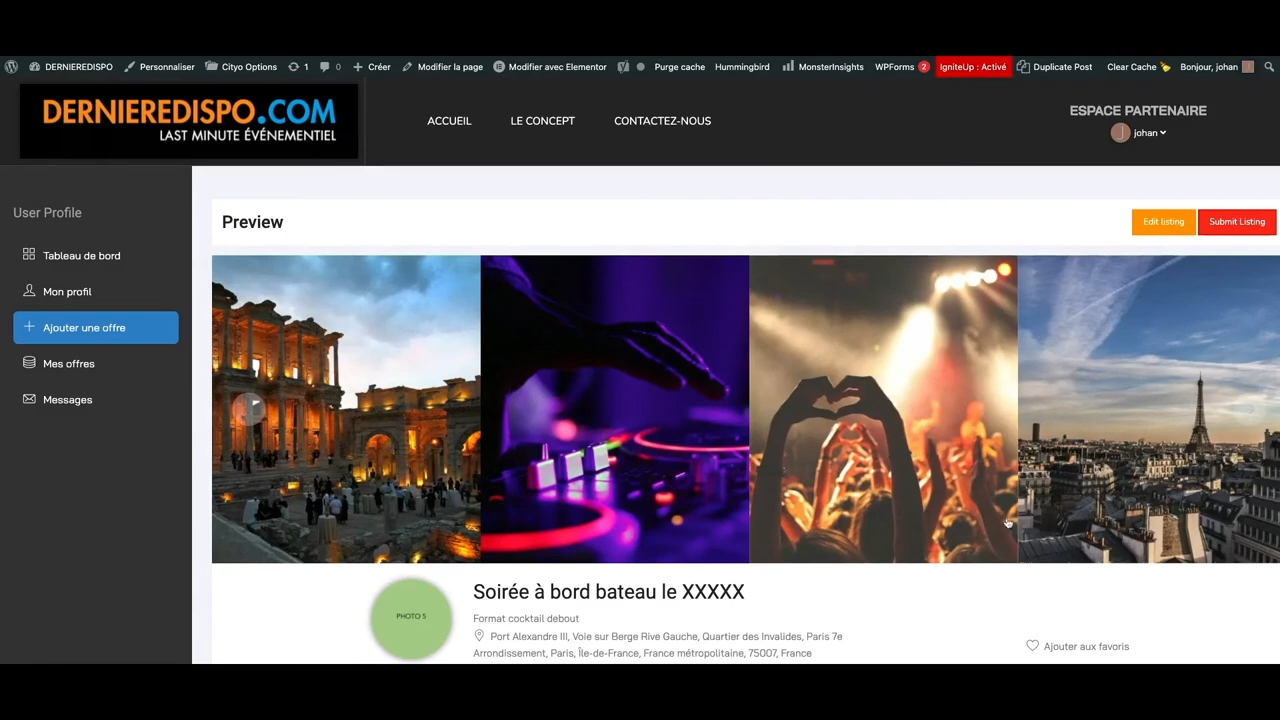 DERNIEREDISPO Personnaliser Cityo Options 1 0 Créer Modifier la page Modifier avec Elementor Purge cache Hummingbird MonsterInsights WPForms 2 IgniteUp : Activé Duplicate Post Clear Cache Bonjour, johan
DERNIEREDISPO.COM
LAST MINUTE ÉVÉNEMENTIEL
ACCUEIL LE CONCEPT CONTACTEZ-NOUS
ESPACE PARTENAIRE
J johan
User Profile
Tableau de bord
Mon profil
Ajouter une offre
Mes offres
Messages
Preview
Edit listing Submit Listing
PHOTO 5
Soirée à bord bateau le XXXXX
Format cocktail debout
Port Alexandre III, Voie sur Berge Rive Gauche, Quartier des Invalides, Paris 7e
Arrondissement, Paris, Île-de-France, France métropolitaine, 75007, France
Ajouter aux favoris